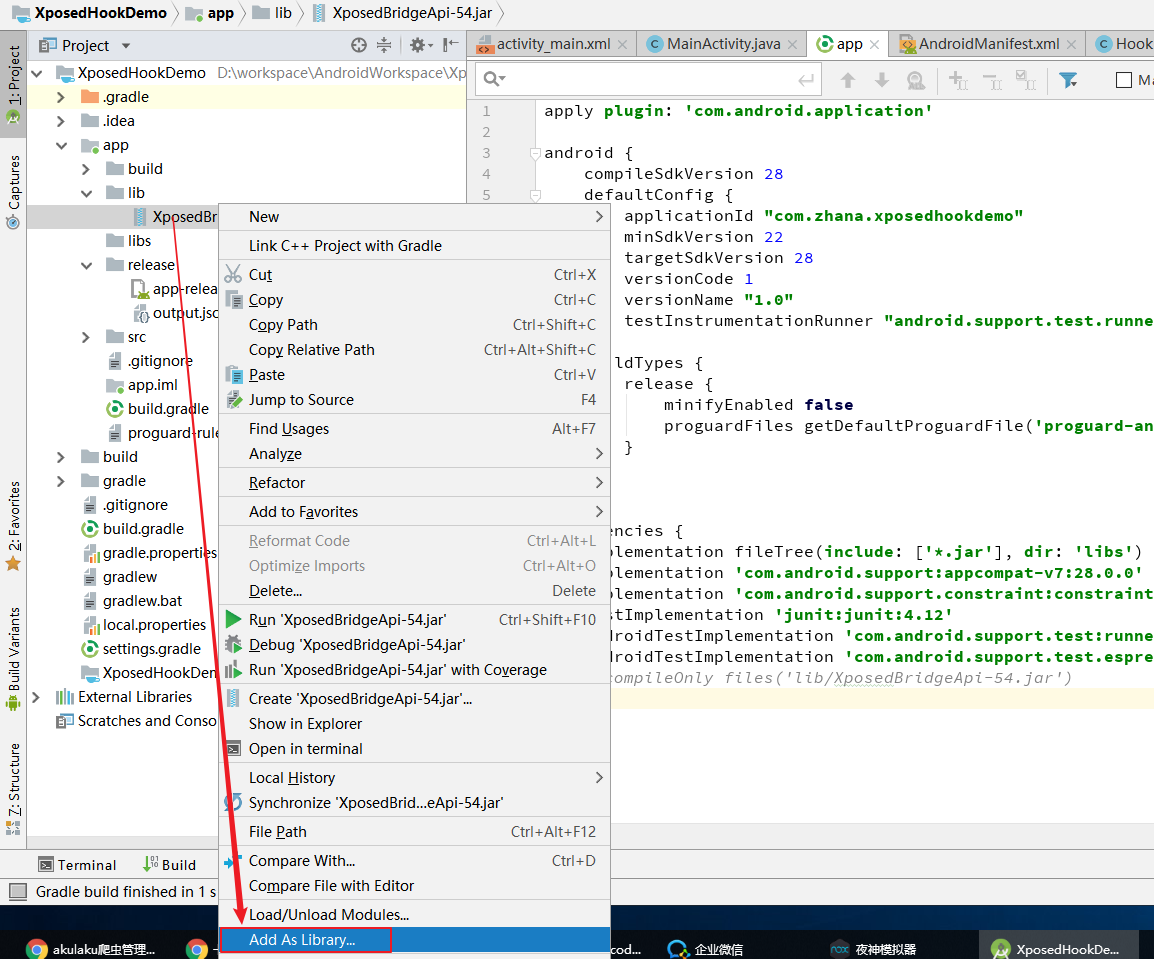 XposedHookDemo app lib XposedBridgeApi-54.jar
Project
1: Project
Captures
2: Favorites
Build Variants
Z: Structure
XposedHookDemo D:\workspace\AndroidWorkspace\Xp
.gradle
.idea
app
build
lib
XposedBr
libs
release
app-relea
output.jso
src
.gitignore
app.iml
build.gradle
proguard-rule
build
gradle
.gitignore
build.gradle
gradle.properties
gradlew
gradlew.bat
local.properties
settings.gradle
XposedHookDem
External Libraries
Scratches and Conso
activity_main.xml MainActivity.java app AndroidManifest.xml Hook
Ma
1 apply plugin: 'com.android.application'
2
3 android {
4 compileSdkVersion 28
5 defaultConfig {
applicationId "com.zhana.xposedhookdemo"
minSdkVersion 22
targetSdkVersion 28
versionCode 1
versionName "1.0"
testInstrumentationRunner "android.support.test.runne
ldTypes {
release {
minifyEnabled false
proguardFiles getDefaultProguardFile('proguard-an
}
encies {
plementation fileTree(include: ['*.jar'], dir: 'libs')
plementation 'com.android.support:appcompat-v7:28.0.0'
plementation 'com.android.support.constraint:constraint
stImplementation 'junit:junit:4.12'
droidTestImplementation 'com.android.support.test:runne
droidTestImplementation 'com.android.support.test.espre
compileOnly files('lib/XposedBridgeApi-54.jar')
New
Link C++ Project with Gradle
Cut Ctrl+X
Copy Ctrl+C
Copy Path Ctrl+Shift+C
Copy Relative Path Ctrl+Alt+Shift+C
Paste Ctrl+V
Jump to Source F4
Find Usages Alt+F7
Analyze
Refactor
Add to Favorites
Reformat Code Ctrl+Alt+L
Optimize Imports Ctrl+Alt+O
Delete... Delete
Run 'XposedBridgeApi-54.jar' Ctrl+Shift+F10
Debug 'XposedBridgeApi-54.jar'
Run 'XposedBridgeApi-54.jar' with Coverage
Create 'XposedBridgeApi-54.jar'...
Show in Explorer
Open in terminal
Local History
Synchronize 'XposedBrid...eApi-54.jar'
File Path Ctrl+Alt+F12
Compare With... Ctrl+D
Compare File with Editor
Load/Unload Modules...
Add As Library...
Terminal Build
Gradle build finished in 1 s
akulaku爬虫管理... cod... 企业微信 nox 夜神模拟器 XposedHookDe...